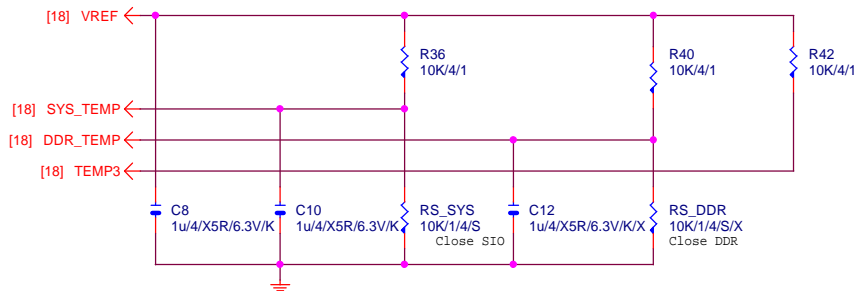 [18] VREF
R36
10K/4/1
R40
10K/4/1
R42
10K/4/1
[18] SYS_TEMP
[18] DDR_TEMP
[18] TEMP3
C8
1u/4/X5R/6.3V/K
C10
1u/4/X5R/6.3V/K
RS_SYS
10K/1/4/S
Close SIO
C12
1u/4/X5R/6.3V/K/X
RS_DDR
10K/1/4/S/X
Close DDR